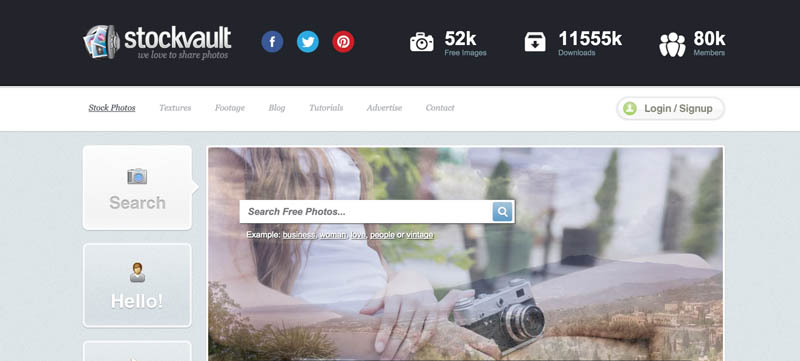 stockvault
we love to share photos
52k
Free Images
11555k
Downloads
80k
Members
Stock Photos Textures Footage Blog Tutorials Advertise Contact
Login / Signup
Search
Search Free Photos...
Example: business, woman, love, people or vintage
Hello!